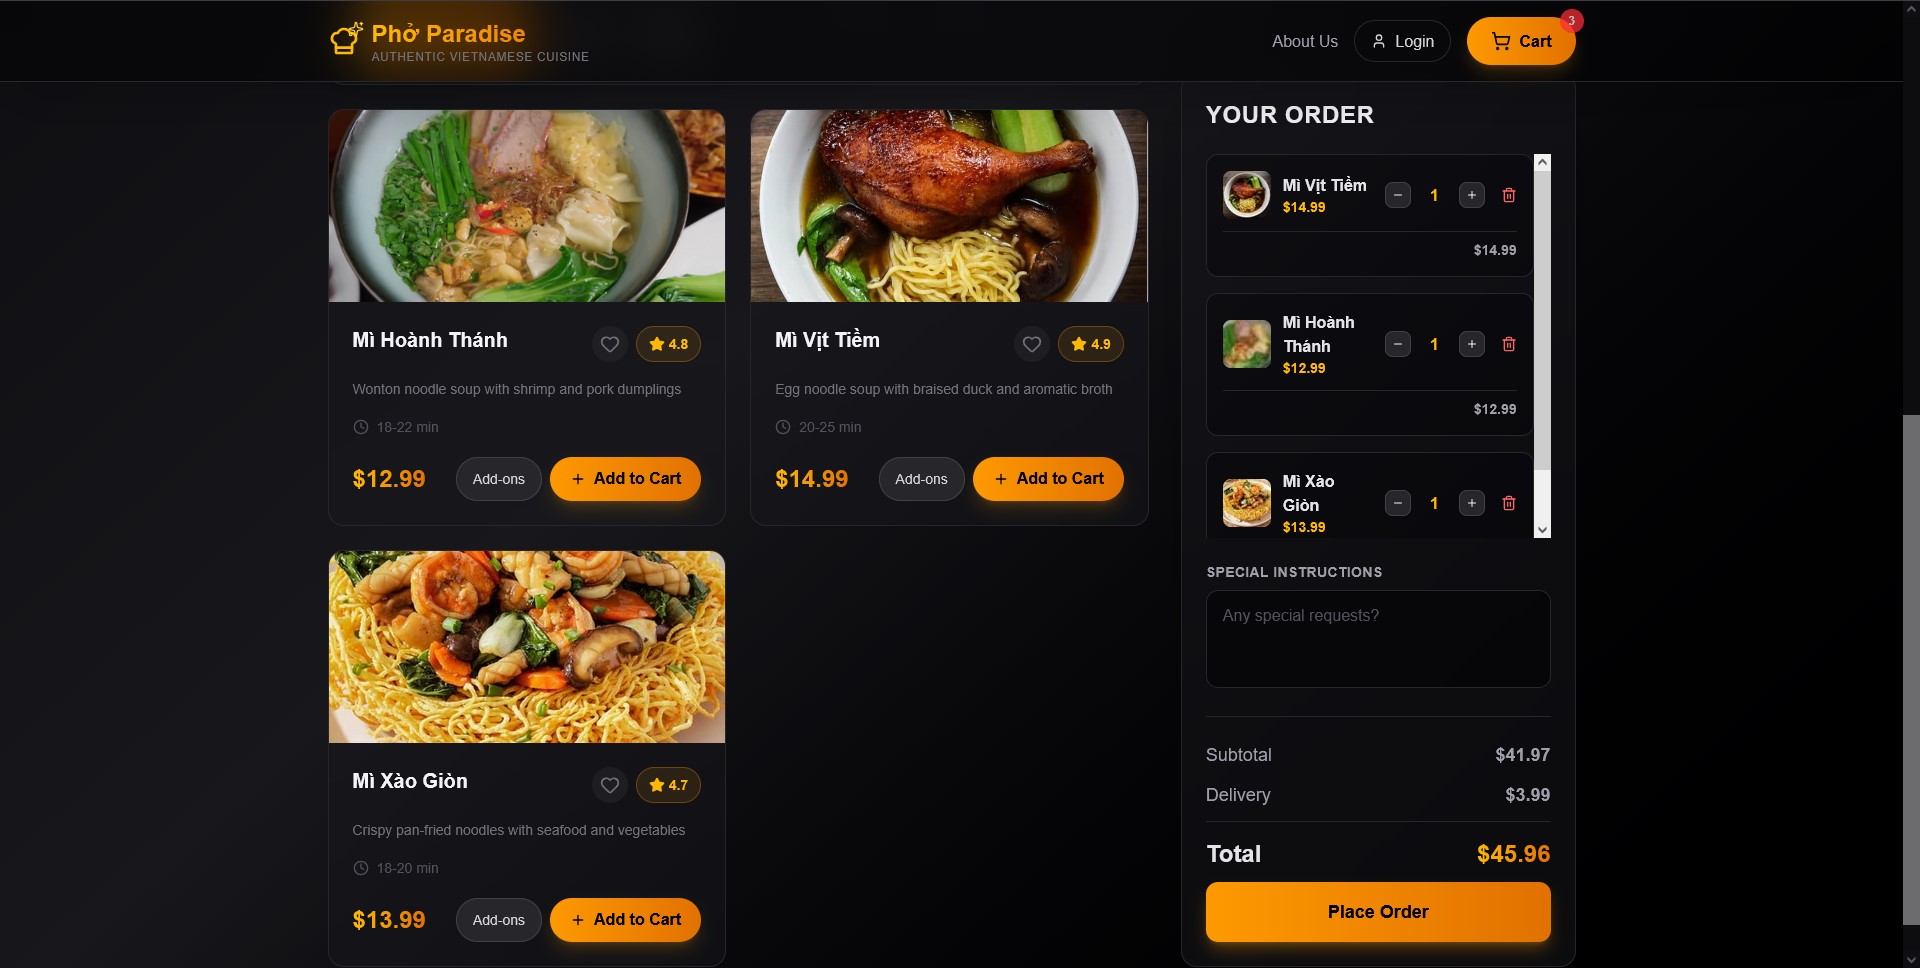 Phở Paradise
AUTHENTIC VIETNAMESE CUISINE
About Us
Login
Cart
3
Mì Hoành Thánh
4.8
Wonton noodle soup with shrimp and pork dumplings
18-22 min
$12.99
Add-ons
+ Add to Cart
Mì Vịt Tiềm
4.9
Egg noodle soup with braised duck and aromatic broth
20-25 min
$14.99
Add-ons
+ Add to Cart
Mì Xào Giòn
4.7
Crispy pan-fried noodles with seafood and vegetables
18-20 min
$13.99
Add-ons
+ Add to Cart
YOUR ORDER
Mì Vịt Tiềm
$14.99
− 1 +
$14.99
Mì Hoành
Thánh
$12.99
− 1 +
$12.99
Mì Xào
Giòn
$13.99
− 1 +
SPECIAL INSTRUCTIONS
Any special requests?
Subtotal $41.97
Delivery $3.99
Total $45.96
Place Order